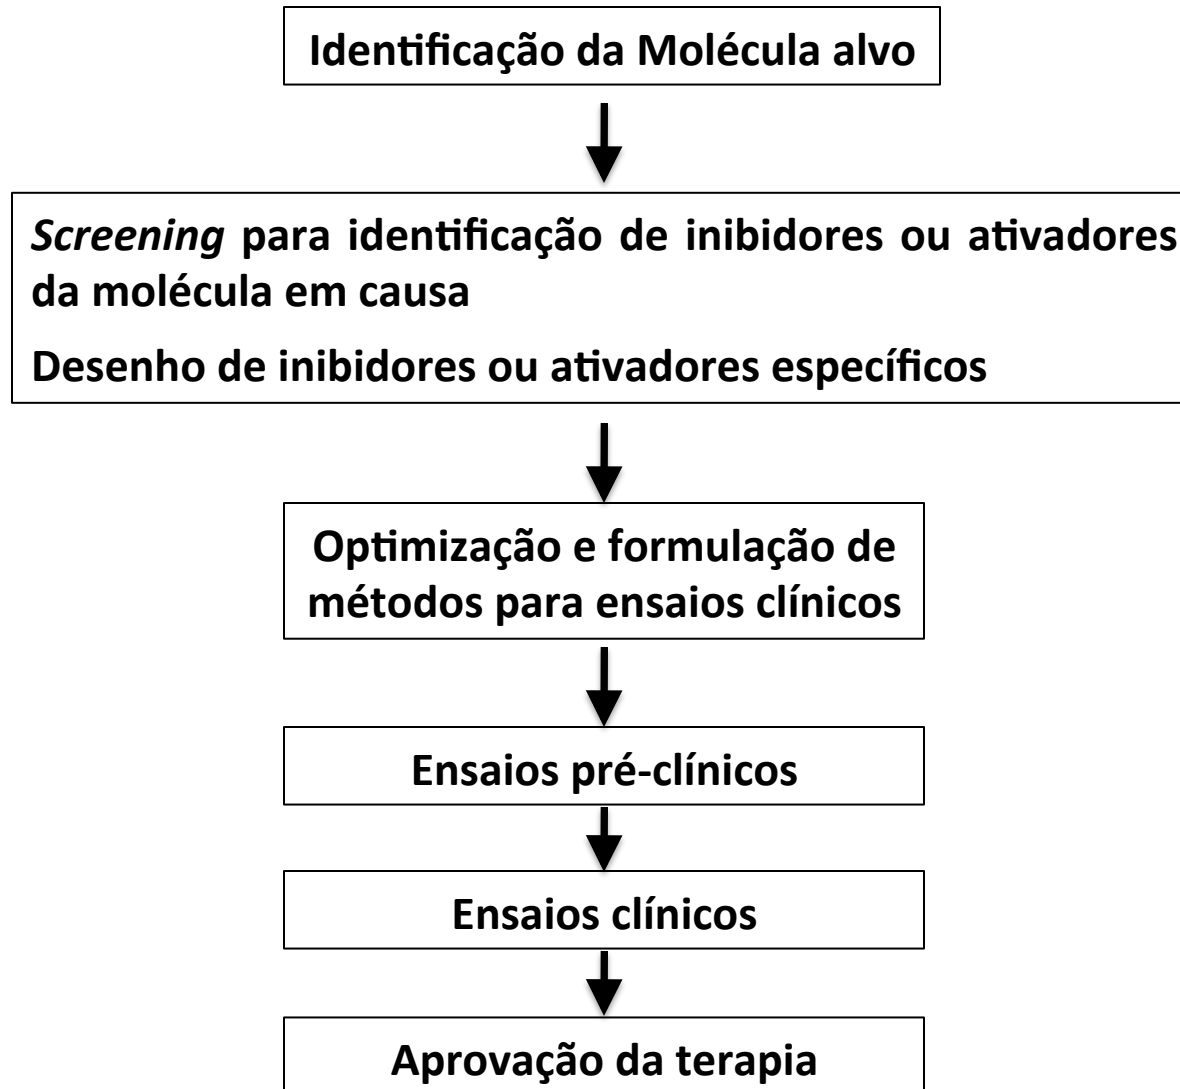 Identificação da Molécula alvo
Screening para identificação de inibidores ou ativadores
da molécula em causa
Desenho de inibidores ou ativadores específicos
Optimização e formulação de
métodos para ensaios clínicos
Ensaios pré-clínicos
Ensaios clínicos
Aprovação da terapia